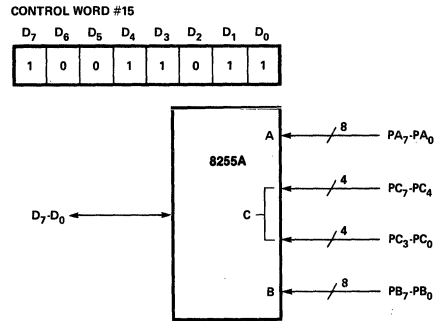 CONTROL WORD #15
D7 D6 D5 D4 D3 D2 D1 D0
1 0 0 1 1 0 1 1
8255A
A
8
PA7-PA0
4
PC7-PC4
C
D7-D0
4
PC3-PC0
B
8
PB7-PB0